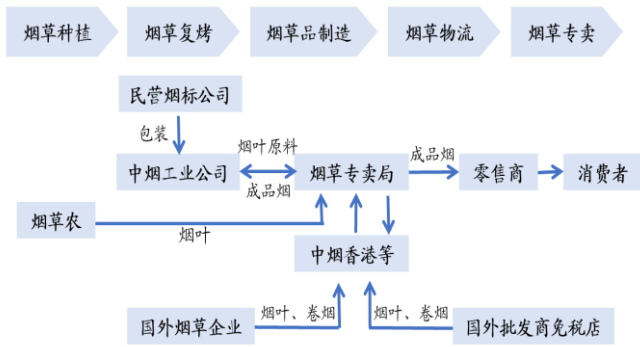 烟草种植
烟草复烤
烟草品制造
烟草物流
烟草专卖
民营烟标公司
包装
烟叶原料
成品烟
中烟工业公司
烟草专卖局
零售商
消费者
成品烟
烟草农
烟叶
中烟香港等
烟叶、卷烟
烟叶、卷烟
国外烟草企业
国外批发商免税店